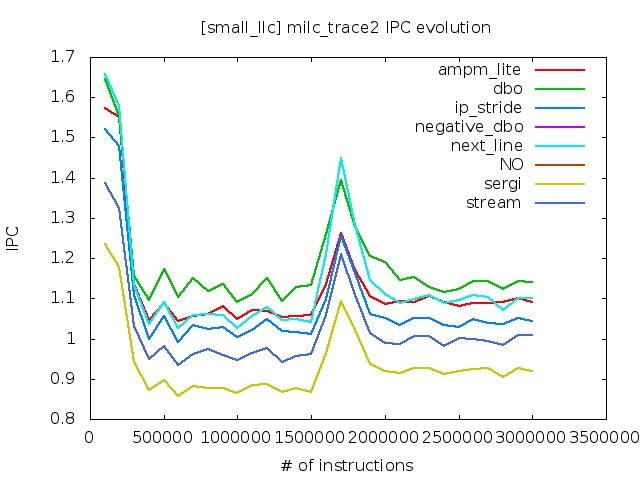 [small_llc] milc_trace2 IPC evolution
1.7
1.6
1.5
1.4
1.3
1.2
1.1
1
0.9
0.8
IPC
ampm_lite
dbo
ip_stride
negative_dbo
next_line
NO
sergi
stream
0 500000 1000000 1500000 2000000 2500000 3000000 3500000
# of instructions